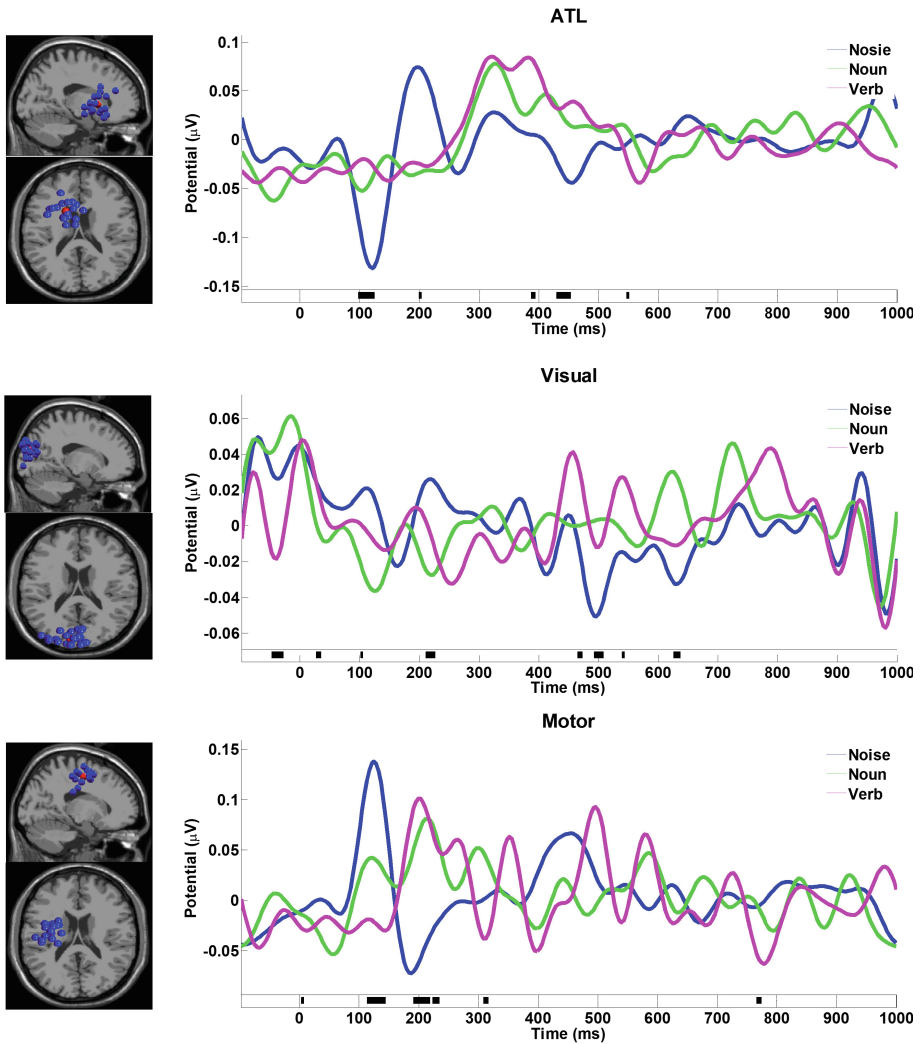 ATL
Nosie
Noun
Verb
0.1
0.05
0
-0.05
-0.1
-0.15
Potential (μV)
0 100 200 300 400 500 600 700 800 900 1000
Time (ms)
Visual
Noise
Noun
Verb
0.06
0.04
0.02
0
-0.02
-0.04
-0.06
Potential (μV)
0 100 200 300 400 500 600 700 800 900 1000
Time (ms)
Motor
Noise
Noun
Verb
0.15
0.1
0.05
0
-0.05
Potential (μV)
0 100 200 300 400 500 600 700 800 900 1000
Time (ms)